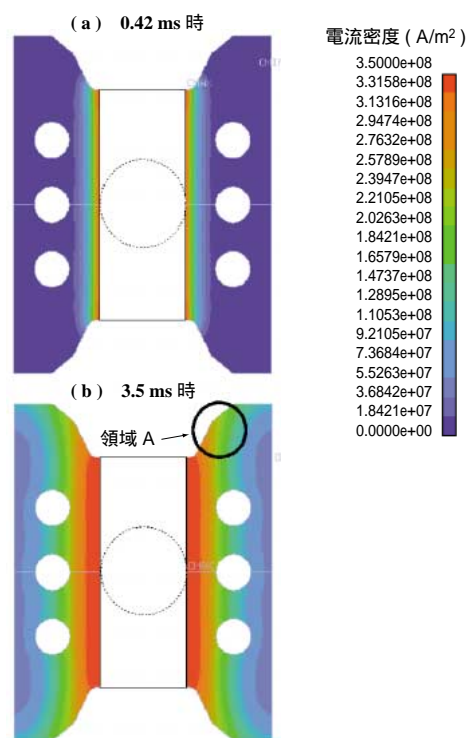 ( a )　0.42 ms 時
電流密度 ( A/m² )
3.5000e+08
3.3158e+08
3.1316e+08
2.9474e+08
2.7632e+08
2.5789e+08
2.3947e+08
2.2105e+08
2.0263e+08
1.8421e+08
1.6579e+08
1.4737e+08
1.2895e+08
1.1053e+08
9.2105e+07
7.3684e+07
5.5263e+07
3.6842e+07
1.8421e+07
0.0000e+00
( b )　3.5 ms 時
領域 A